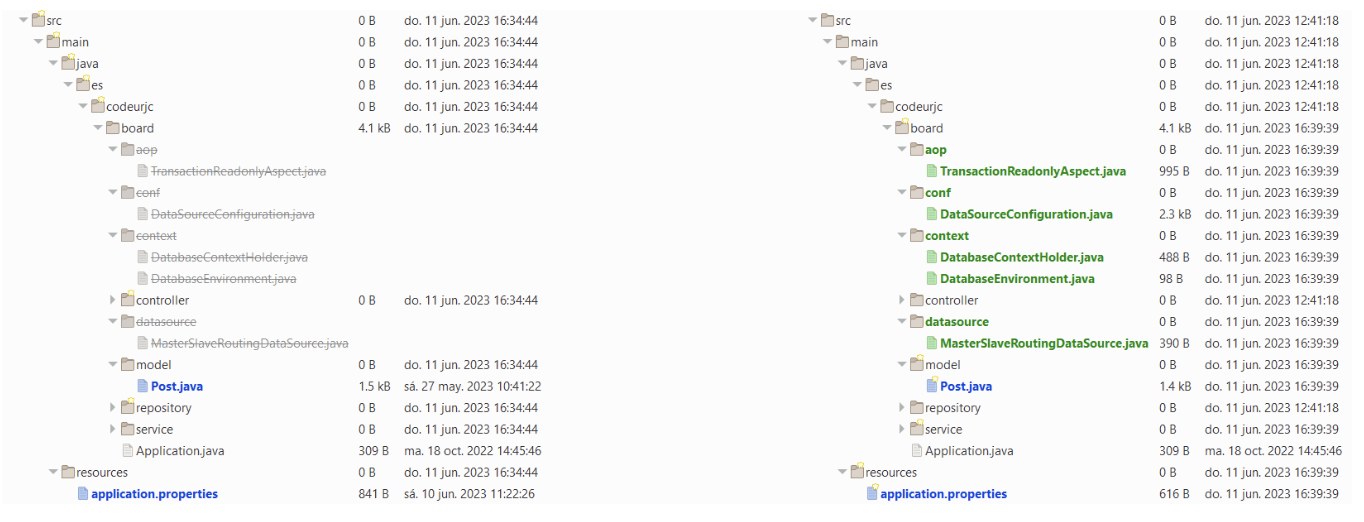 src 0 B do. 11 jun. 2023 16:34:44 src 0 B do. 11 jun. 2023 12:41:18
main 0 B do. 11 jun. 2023 16:34:44 main 0 B do. 11 jun. 2023 12:41:18
java 0 B do. 11 jun. 2023 16:34:44 java 0 B do. 11 jun. 2023 12:41:18
es 0 B do. 11 jun. 2023 16:34:44 es 0 B do. 11 jun. 2023 12:41:18
codeurjc 0 B do. 11 jun. 2023 16:34:44 codeurjc 0 B do. 11 jun. 2023 12:41:18
board 4.1 kB do. 11 jun. 2023 16:34:44 board 4.1 kB do. 11 jun. 2023 16:39:39
aop aop 0 B do. 11 jun. 2023 16:39:39
TransactionReadonlyAspect.java TransactionReadonlyAspect.java 995 B do. 11 jun. 2023 16:39:39
conf conf 0 B do. 11 jun. 2023 16:39:39
DataSourceConfiguration.java DataSourceConfiguration.java 2.3 kB do. 11 jun. 2023 16:39:39
context context 0 B do. 11 jun. 2023 16:39:39
DatabaseContextHolder.java DatabaseContextHolder.java 488 B do. 11 jun. 2023 16:39:39
DatabaseEnvironment.java DatabaseEnvironment.java 98 B do. 11 jun. 2023 16:39:39
controller 0 B do. 11 jun. 2023 16:34:44 controller 0 B do. 11 jun. 2023 12:41:18
datasource datasource 0 B do. 11 jun. 2023 16:39:39
MasterSlaveRoutingDataSource.java MasterSlaveRoutingDataSource.java 390 B do. 11 jun. 2023 16:39:39
model 0 B do. 11 jun. 2023 16:34:44 model 0 B do. 11 jun. 2023 16:39:39
Post.java 1.5 kB sá. 27 may. 2023 10:41:22 Post.java 1.4 kB do. 11 jun. 2023 16:39:39
repository 0 B do. 11 jun. 2023 16:34:44 repository 0 B do. 11 jun. 2023 12:41:18
service 0 B do. 11 jun. 2023 16:34:44 service 0 B do. 11 jun. 2023 16:39:39
Application.java 309 B ma. 18 oct. 2022 14:45:46 Application.java 309 B ma. 18 oct. 2022 14:45:46
resources 0 B do. 11 jun. 2023 16:34:44 resources 0 B do. 11 jun. 2023 16:39:39
application.properties 841 B sá. 10 jun. 2023 11:22:26 application.properties 616 B do. 11 jun. 2023 16:39:39